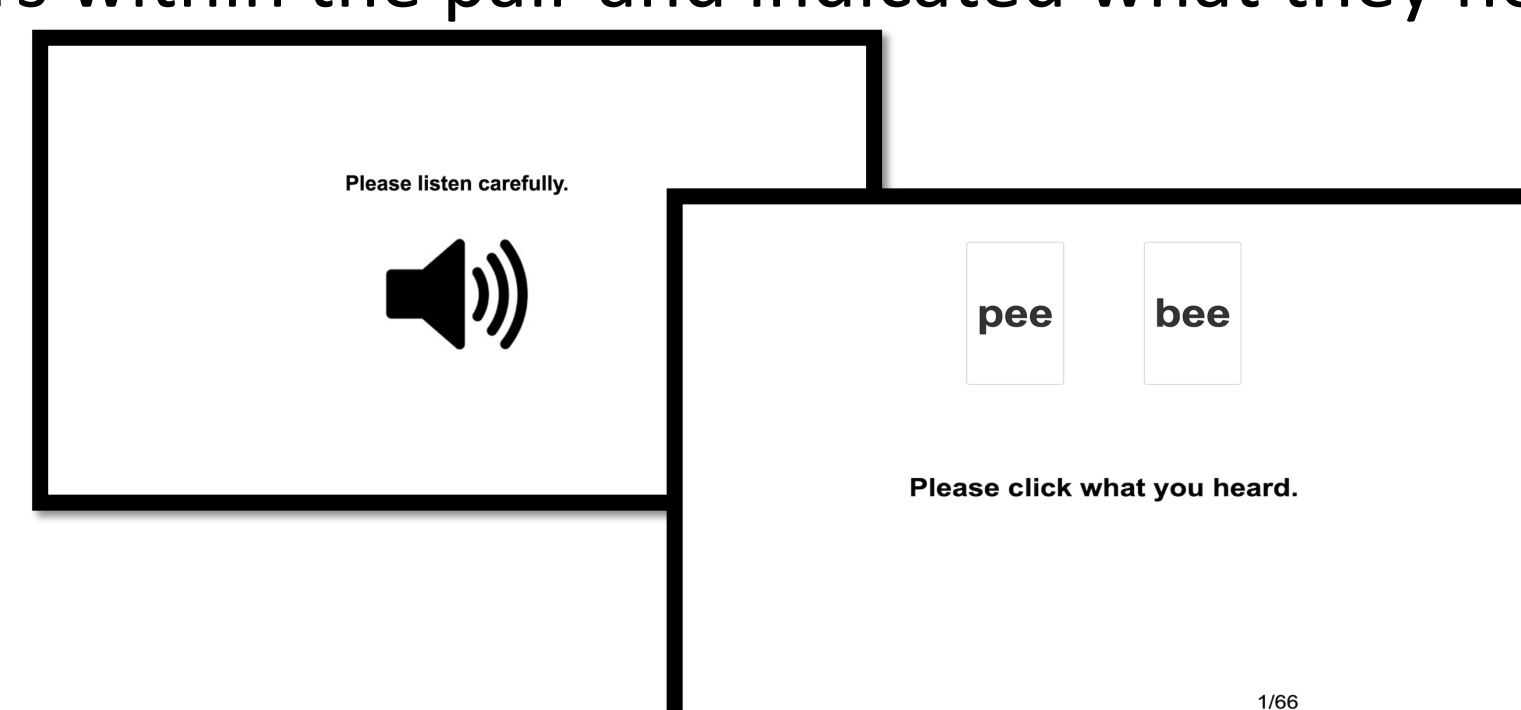 within the pair and indicated what they
Please listen carefully.
pee bee
Please click what you heard.
1/66